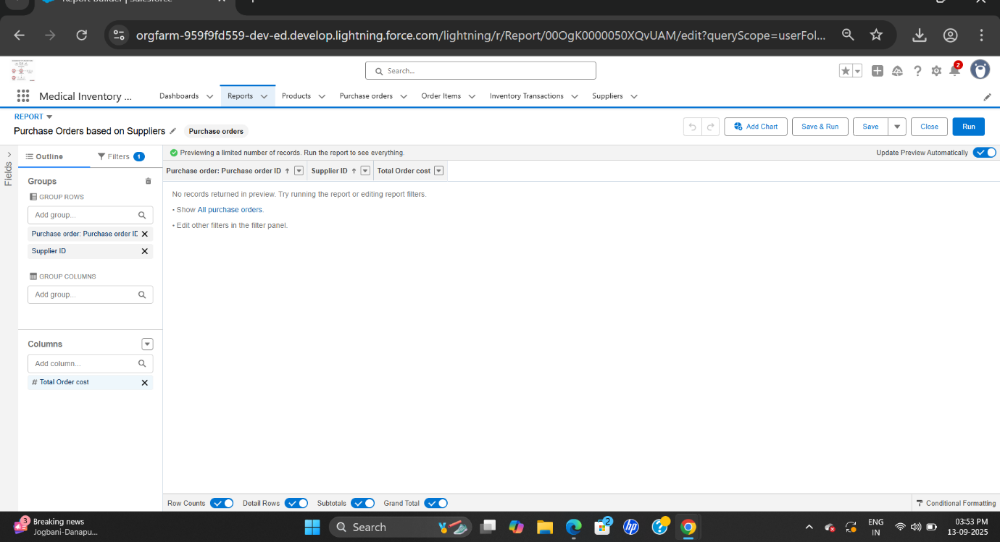 Report Builder | Salesforce
orgfarm-959f9fd559-dev-ed.develop.lightning.force.com/lightning/r/Report/00OgK0000050XQvUAM/edit?queryScope=userFol...
Search...
2
Medical Inventory ...
Dashboards
Reports
Products
Purchase orders
Order Items
Inventory Transactions
Suppliers
REPORT
Purchase Orders based on Suppliers
Purchase orders
Add Chart
Save & Run
Save
Close
Run
Fields
Outline
Filters 1
Previewing a limited number of records. Run the report to see everything.
Update Preview Automatically
Groups
GROUP ROWS
Add group...
Purchase order: Purchase order ID
Supplier ID
GROUP COLUMNS
Add group...
Columns
Add column...
# Total Order cost
Purchase order: Purchase order ID
Supplier ID
Total Order cost
No records returned in preview. Try running the report or editing report filters.
• Show All purchase orders.
• Edit other filters in the filter panel.
Row Counts
Detail Rows
Subtotals
Grand Total
Conditional Formatting
3
Breaking news
Jogbani-Danapu...
Search
2
hp
ENG
IN
03:53 PM
13-09-2025